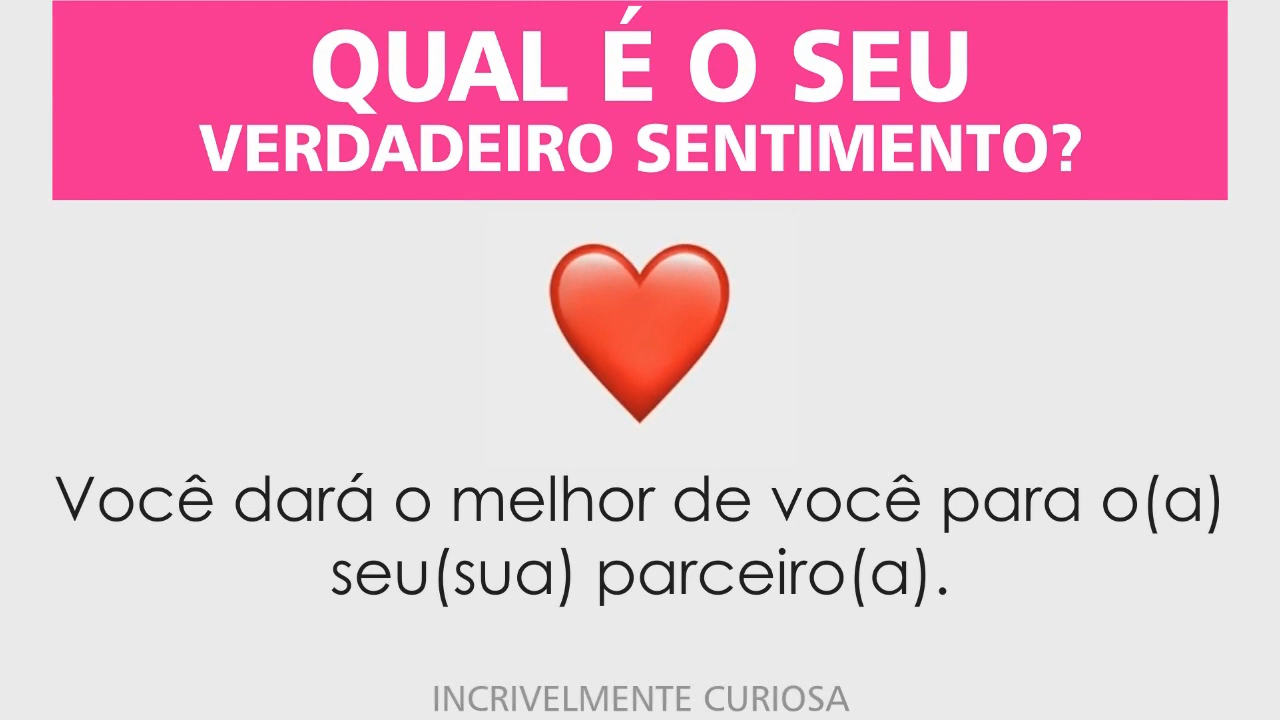 QUAL É O SEU
VERDADEIRO SENTIMENTO?
Você dará o melhor de você para o(a)
seu(sua) parceiro(a).
INCRIVELMENTE CURIOSA